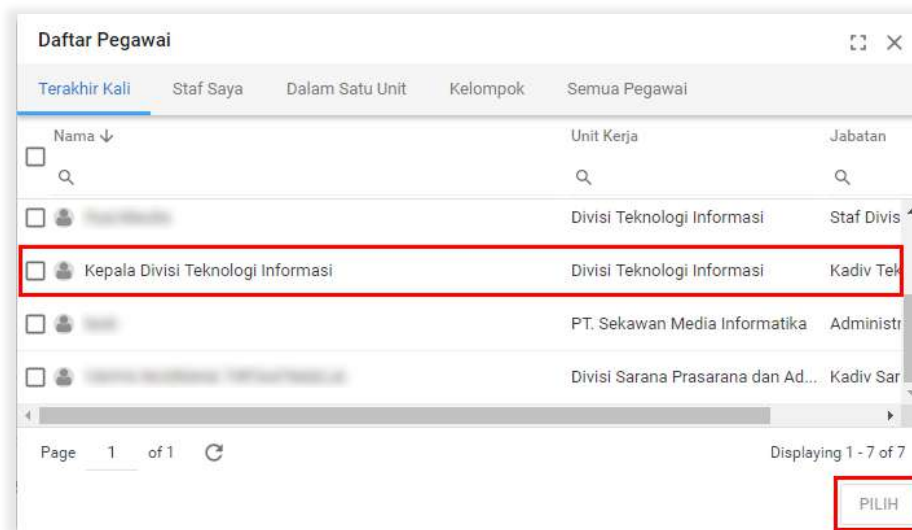 Daftar Pegawai
Terakhir Kali Staf Saya Dalam Satu Unit Kelompok Semua Pegawai
Nama Unit Kerja Jabatan
Divisi Teknologi Informasi Staf Divis
Kepala Divisi Teknologi Informasi Divisi Teknologi Informasi Kadiv Tek
PT. Sekawan Media Informatika Administr
Divisi Sarana Prasarana dan Ad... Kadiv Sar
Page 1 of 1 Displaying 1 - 7 of 7
PILIH